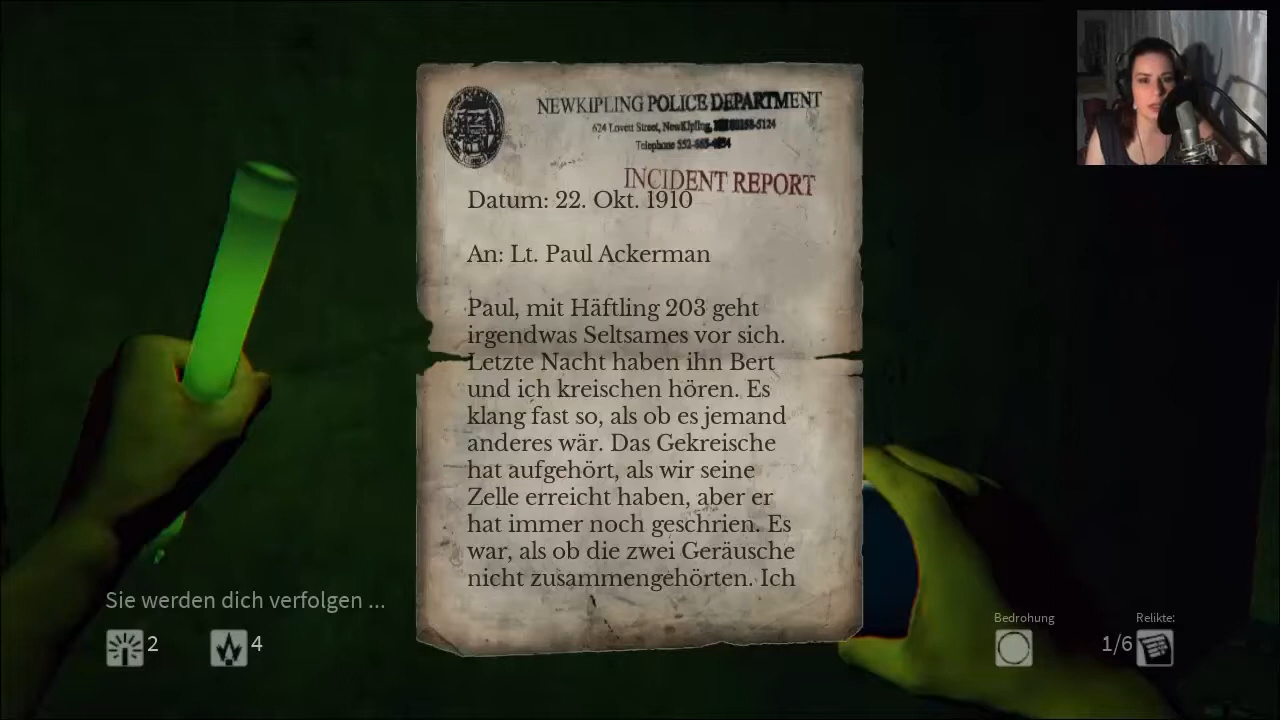 NEWKIPLING POLICE DEPARTMENT
624 Lovett Street, NewKipling,
Telephone
INCIDENT REPORT
Datum: 22. Okt. 1910
An: Lt. Paul Ackerman
Paul, mit Häftling 203 geht
irgendwas Seltsames vor sich.
Letzte Nacht haben ihn Bert
und ich kreischen hören. Es
klang fast so, als ob es jemand
anderes wär. Das Gekreische
hat aufgehört, als wir seine
Zelle erreicht haben, aber er
hat immer noch geschrien. Es
war, als ob die zwei Geräusche
nicht zusammengehörten. Ich
Sie werden dich verfolgen ...
2
4
Bedrohung
Relikte:
1/6